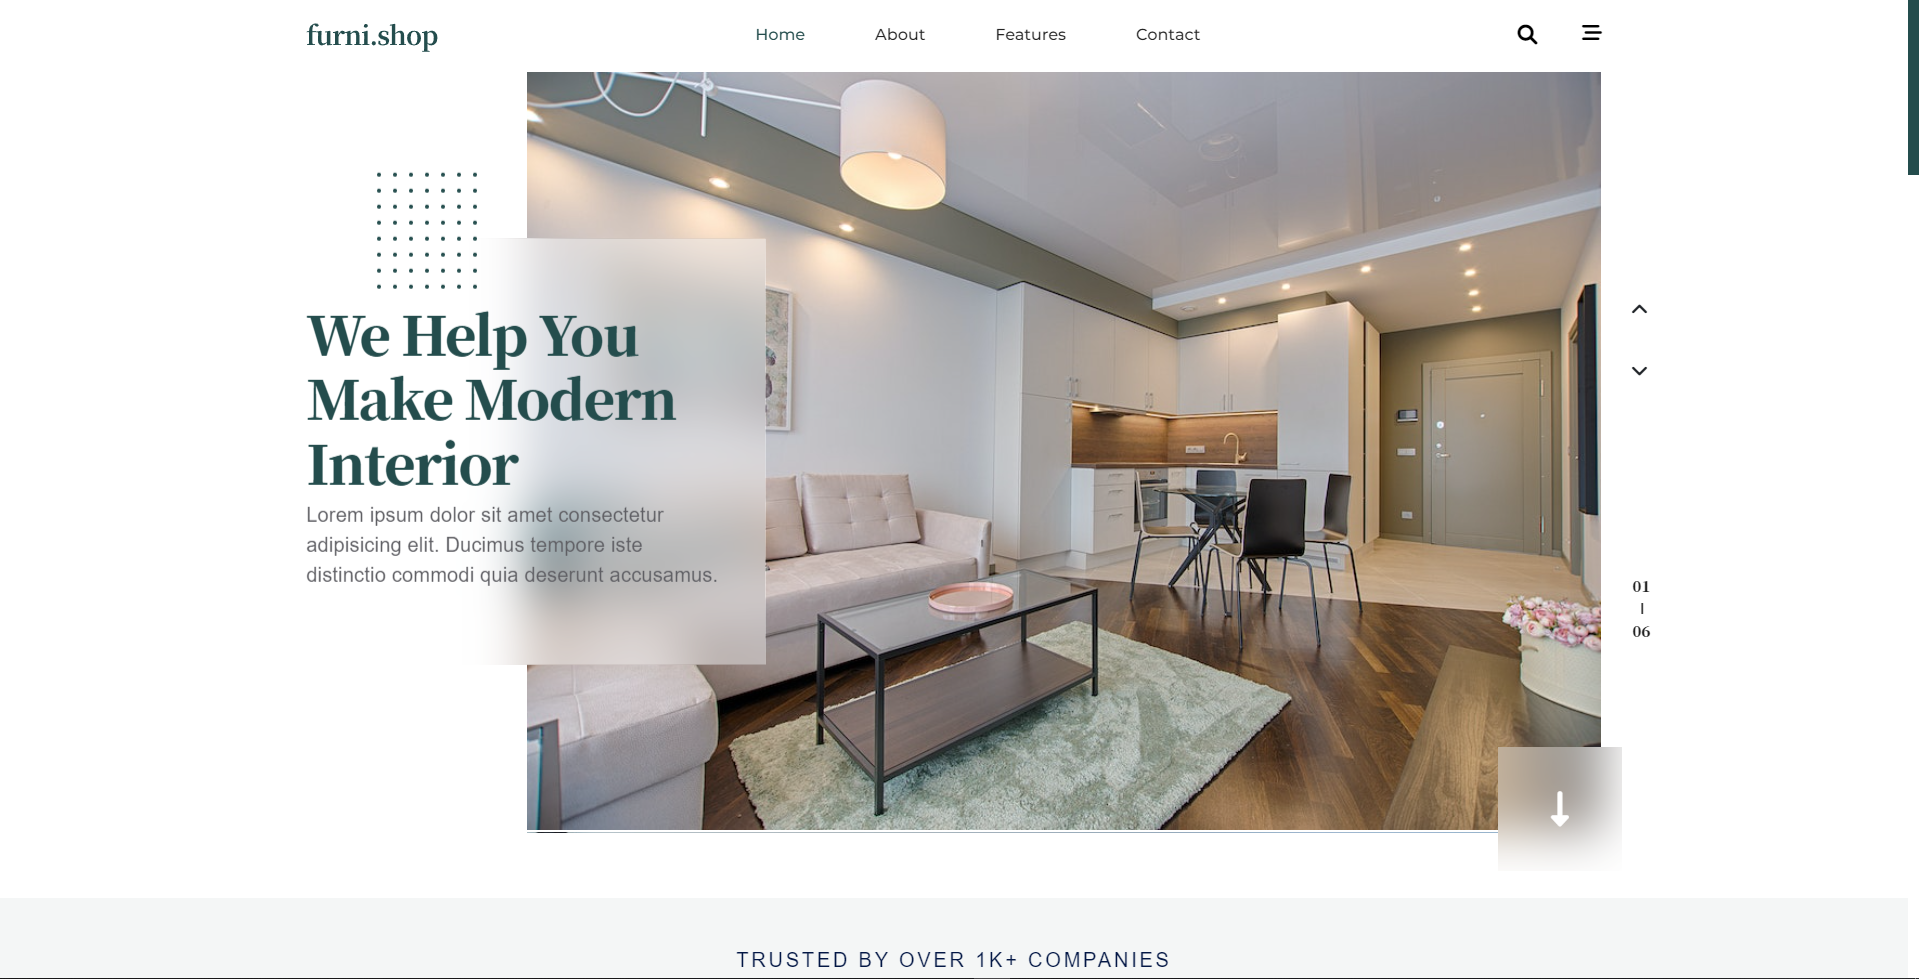 furni.shop
Home
About
Features
Contact
We Help You
Make Modern
Interior
Lorem ipsum dolor sit amet consectetur
adipisicing elit. Ducimus tempore iste
distinctio commodi quia deserunt accusamus.
01
06
TRUSTED BY OVER 1K+ COMPANIES